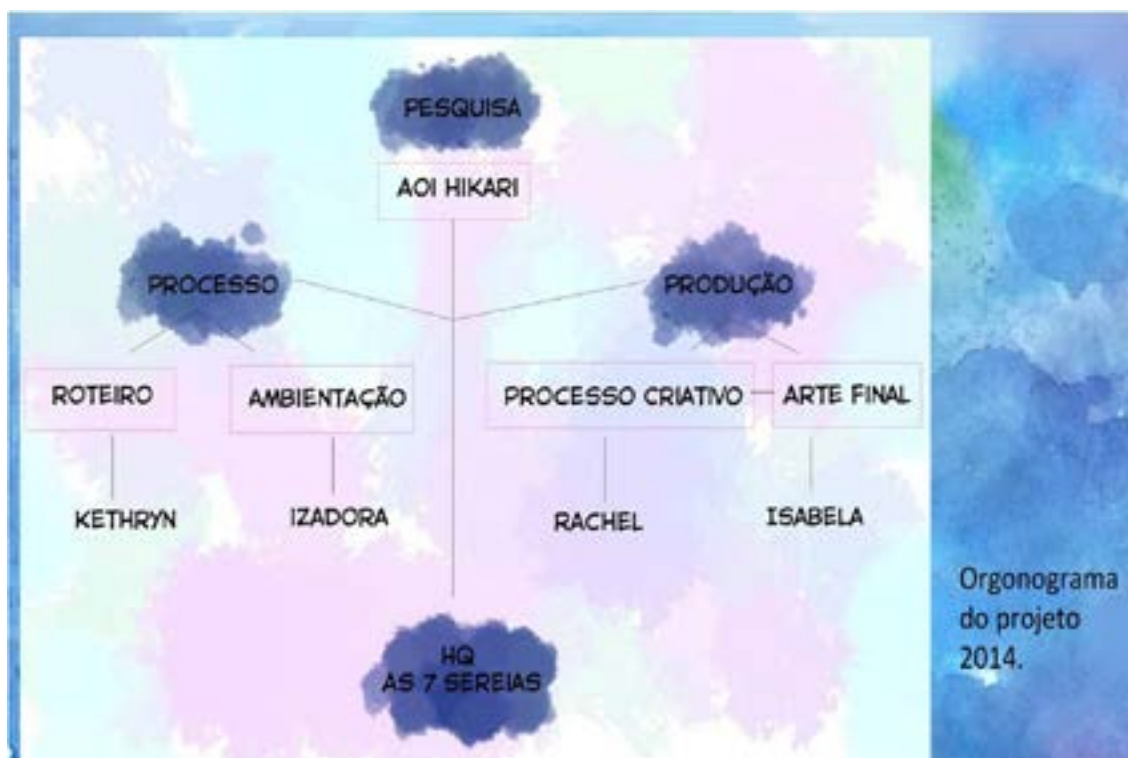 PESQUISA
AOI HIKARI
PROCESSO
PRODUÇÃO
ROTEIRO
AMBIENTAÇÃO
PROCESSO CRIATIVO
ARTE FINAL
KETHRYN
IZADORA
RACHEL
ISABELA
HQ
AS 7 SEREIAS
Orgonograma
do projeto
2014.